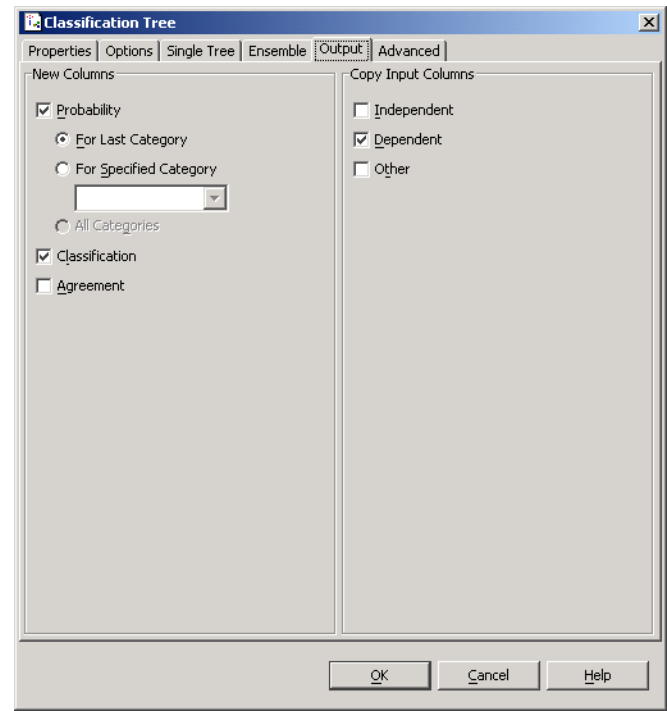 Classification Tree
Properties Options Single Tree Ensemble Output Advanced
New Columns
Probability
For Last Category
For Specified Category
All Categories
Classification
Agreement
Copy Input Columns
Independent
Dependent
Other
OK Cancel Help